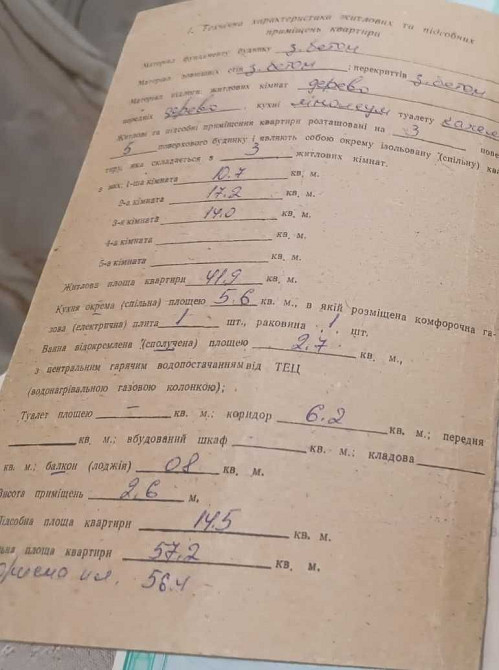 I. Технічна характеристика житлових та підсобних
приміщень квартири
Матеріал фундаменту будинку з.бетон
Матеріал зовнішніх стін з.бетон ; перекриттів з.бетон
Матеріал підлоги: житлових кімнат дерево
передніх дерево кухні лінолеум туалету
Житлові та підсобні приміщення квартири розташовані на 3 пове
5 поверхового будинку і являють собою окрему ізольовану (спільну) ква
тиру, яка складається в 3 житлових кімнат.
з них: 1-ша кімната 10.7 кв. м.
2-а кімната 17.2 кв. м.
3-я кімната 14.0 кв. м.
4-а кімната кв. м.
5-а кімната кв. м.
Житлова площа квартири 41,9 кв. м.
Кухня окрема (спільна) площею 5.6 кв. м., в якій розміщена комфорочна га-
зова (електрична) плита 1 шт., раковина 1 шт.
Ванна відокремлена (сполучена) площею 2.7 кв. м.,
з центральним гарячим водопостачанням від ТЕЦ
(водонагрівальною газовою колонкою);
Туалет площею — кв. м.; коридор 6.2 кв. м.; передня
кв. м.; вбудований шкаф - кв. м.; кладова
кв. м.; балкон (лоджія) 08 кв. м.
Висота приміщень 2,6 м.
Підсобна площа квартири 14.5 кв. м.
площа квартири 57,2 кв. м.
пл. 56.4